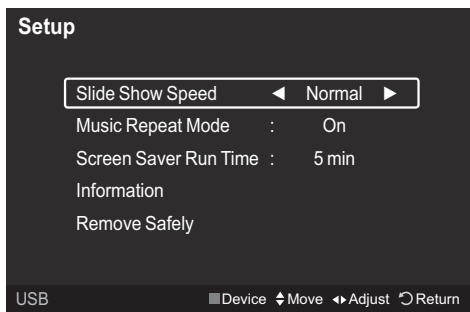 Setup
Slide Show Speed ◀ Normal ▶
Music Repeat Mode : On
Screen Saver Run Time : 5 min
Information
Remove Safely
USB Device Move Adjust Return